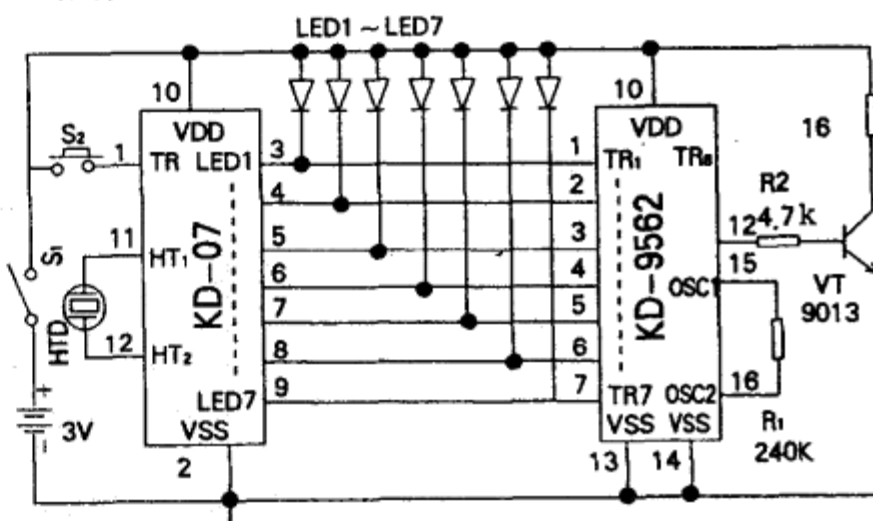 LED1 ~ LED7
10
VDD
S2
1
TR
LED1
3
4
5
6
7
8
9
11
HT1
S1
KD-07
HTD
12
HT2
LED7
VSS
2
+
3V
-
10
VDD
1
TR1
TR8
2
3
4
5
6
7
KD-9562
16
R2
4.7k
12
15
OSC1
VT
9013
16
TR7
OSC2
VSS
VSS
R1
240K
13
14